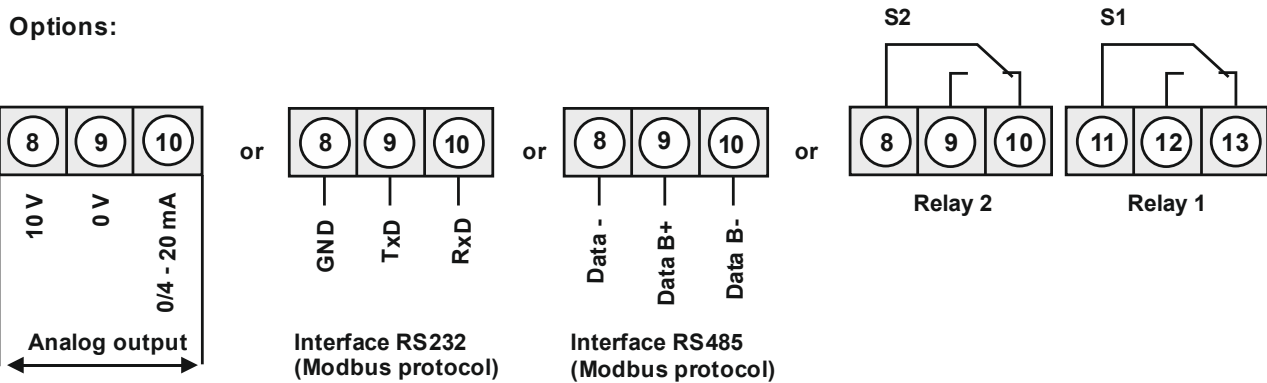 Options:
S2
S1
8 9 10
or
8 9 10
or
8 9 10
or
8 9 10
11 12 13
Relay 2
Relay 1
10 V
0 V
0/4 - 20 mA
GND
TxD
RxD
Data -
Data B+
Data B-
Analog output
Interface RS232
(Modbus protocol)
Interface RS485
(Modbus protocol)